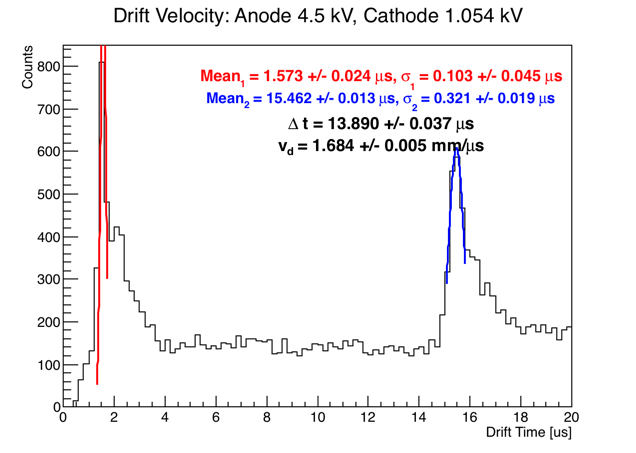 Drift Velocity: Anode 4.5 kV, Cathode 1.054 kV
Counts
Mean1 = 1.573 +/- 0.024 μs, σ1 = 0.103 +/- 0.045 μs
Mean2 = 15.462 +/- 0.013 μs, σ2 = 0.321 +/- 0.019 μs
Δ t = 13.890 +/- 0.037 μs
vd = 1.684 +/- 0.005 mm/μs
800
700
600
500
400
300
200
100
0
0 2 4 6 8 10 12 14 16 18 20
Drift Time [us]